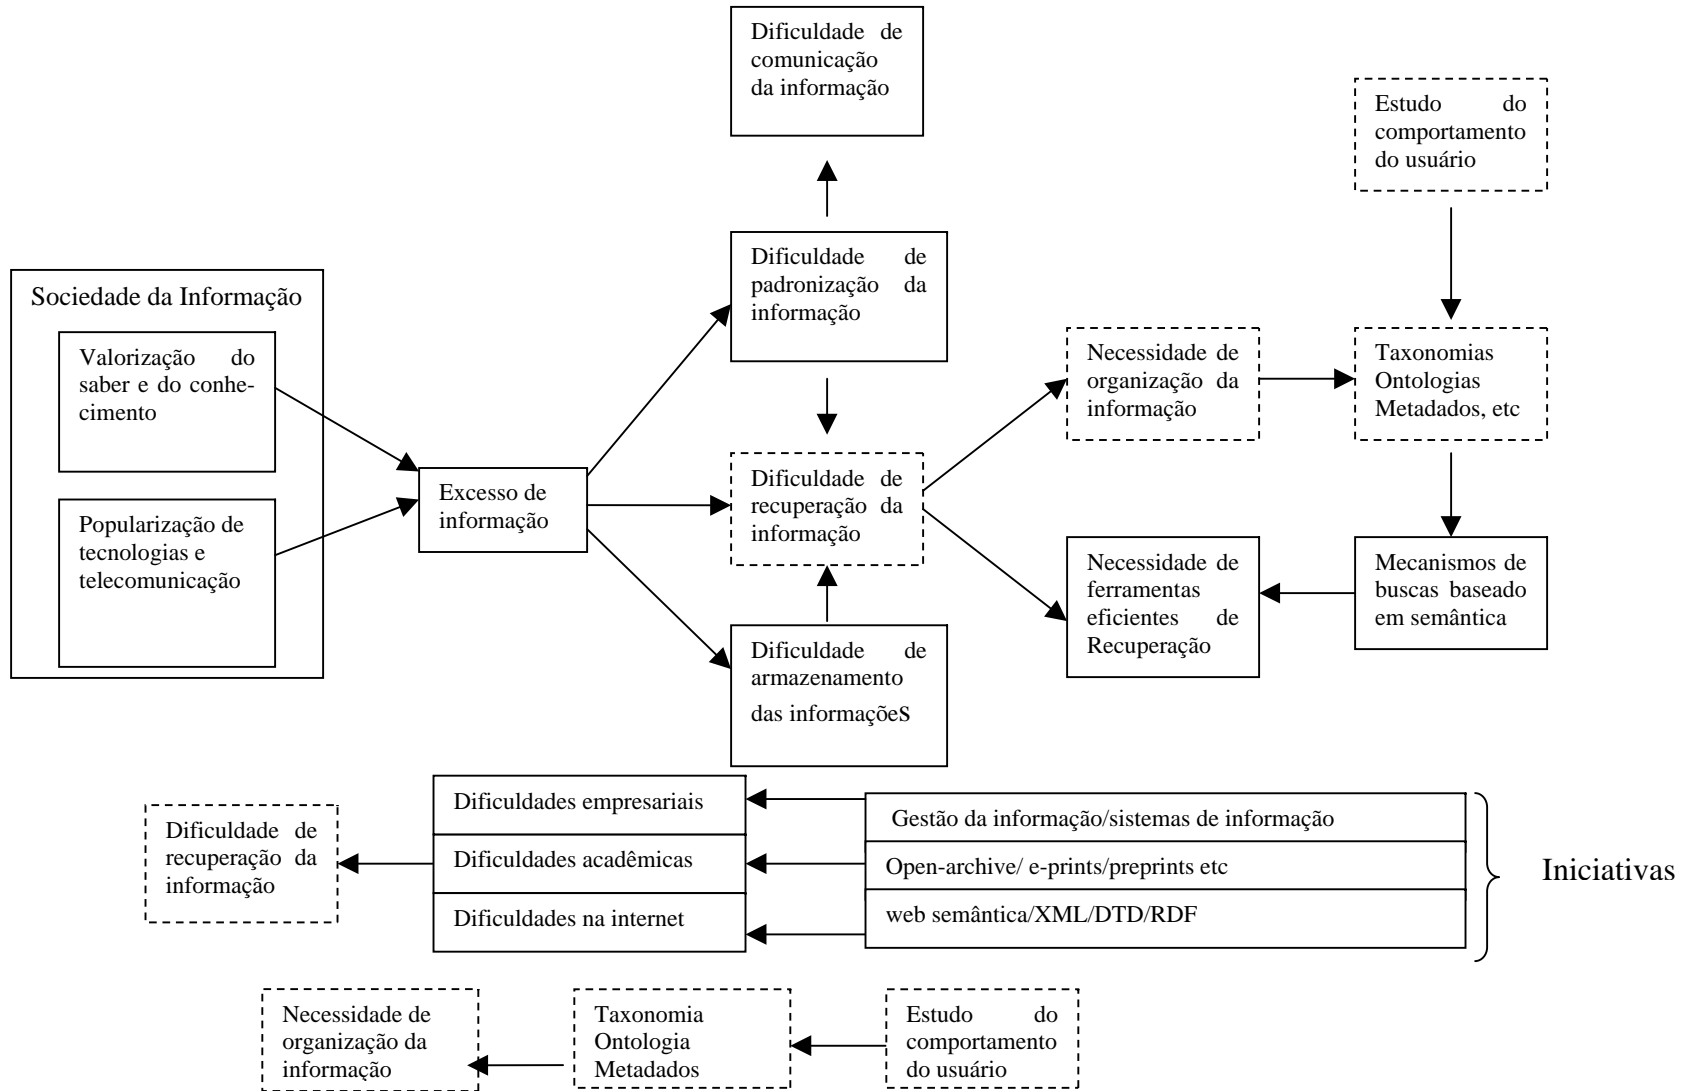 Dificuldade de
comunicação
da informação
Estudo do
comportamento
do usuário
Dificuldade de
padronização da
informação
Sociedade da Informação
Valorização do
saber e do conhe-
cimento
Necessidade de
organização da
informação
Taxonomias
Ontologias
Metadados, etc
Excesso de
informação
Dificuldade de
recuperação da
informação
Popularização de
tecnologias e
telecomunicação
Necessidade de
ferramentas
eficientes de
Recuperação
Mecanismos de
buscas baseado
em semântica
Dificuldade de
armazenamento
das informações
Dificuldade de
recuperação da
informação
Dificuldades empresariais
Dificuldades acadêmicas
Dificuldades na internet
Gestão da informação/sistemas de informação
Open-archive/ e-prints/preprints etc
web semântica/XML/DTD/RDF
Iniciativas
Necessidade de
organização da
informação
Taxonomia
Ontologia
Metadados
Estudo do
comportamento
do usuário